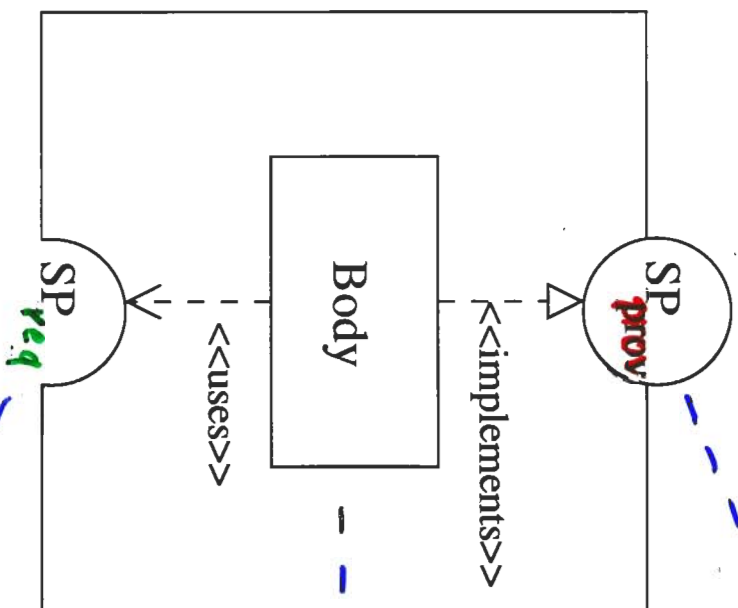 SP
prov
<<implements>>
Body
<<uses>>
SP
req